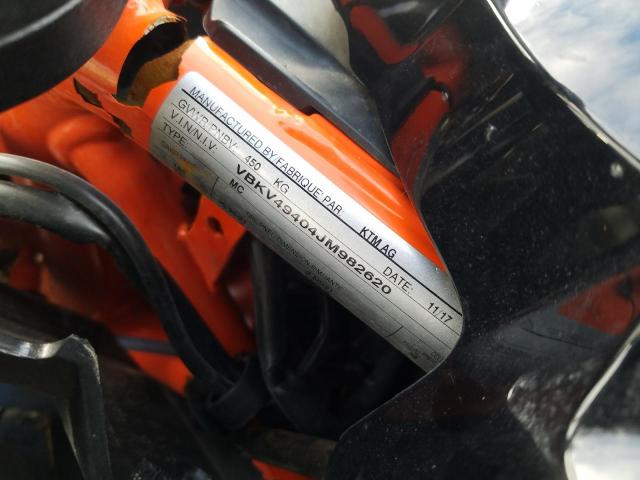 MANUFACTURED BY/FABRIQUE PAR KTM AG
GVWR/PNBV: 450 KG DATE: 11/17
V.I.N/N.I.V: VBKV49404JM982620
TYPE: MC